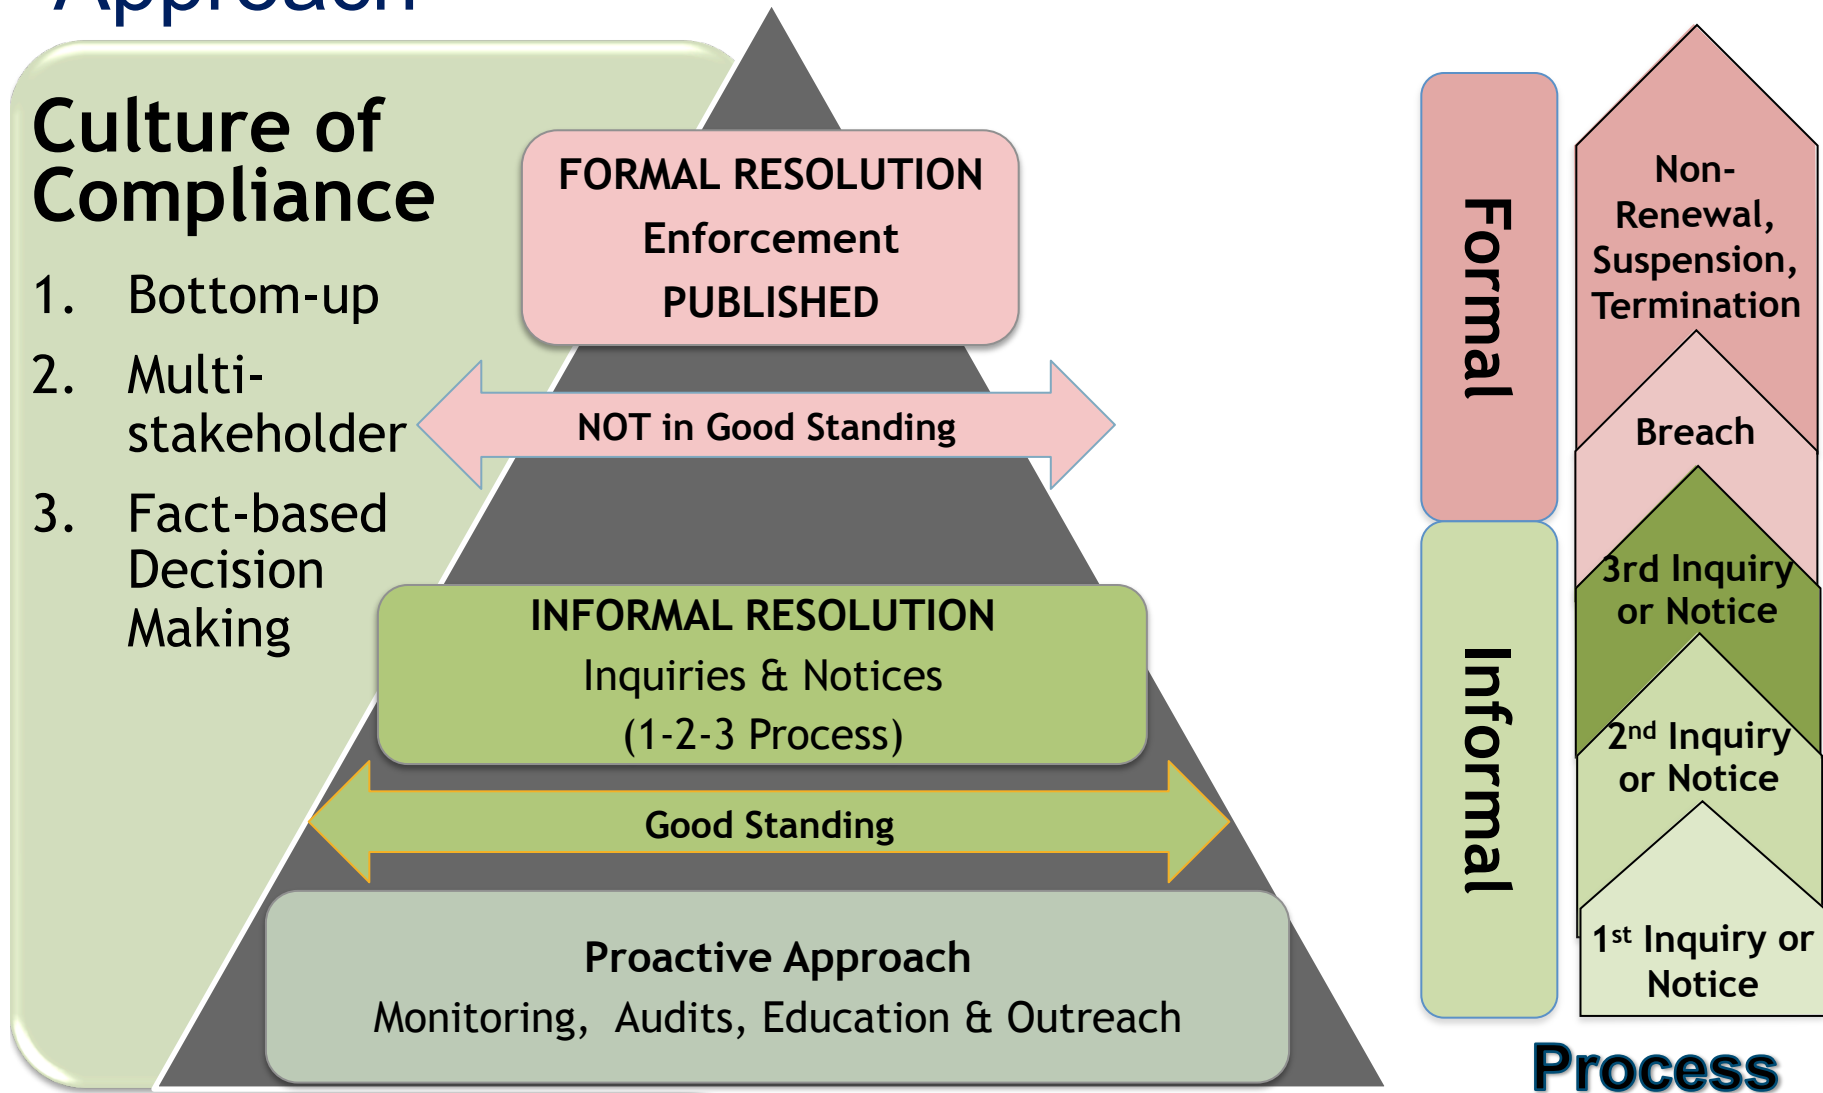 Approach
Culture of
Compliance
1. Bottom-up
2. Multi-
stakeholder
3. Fact-based
Decision
Making
FORMAL RESOLUTION
Enforcement
PUBLISHED
NOT in Good Standing
INFORMAL RESOLUTION
Inquiries & Notices
(1-2-3 Process)
Good Standing
Proactive Approach
Monitoring, Audits, Education & Outreach
Formal
Informal
Non-
Renewal,
Suspension,
Termination
Breach
3rd Inquiry
or Notice
2nd Inquiry
or Notice
1st Inquiry or
Notice
Process